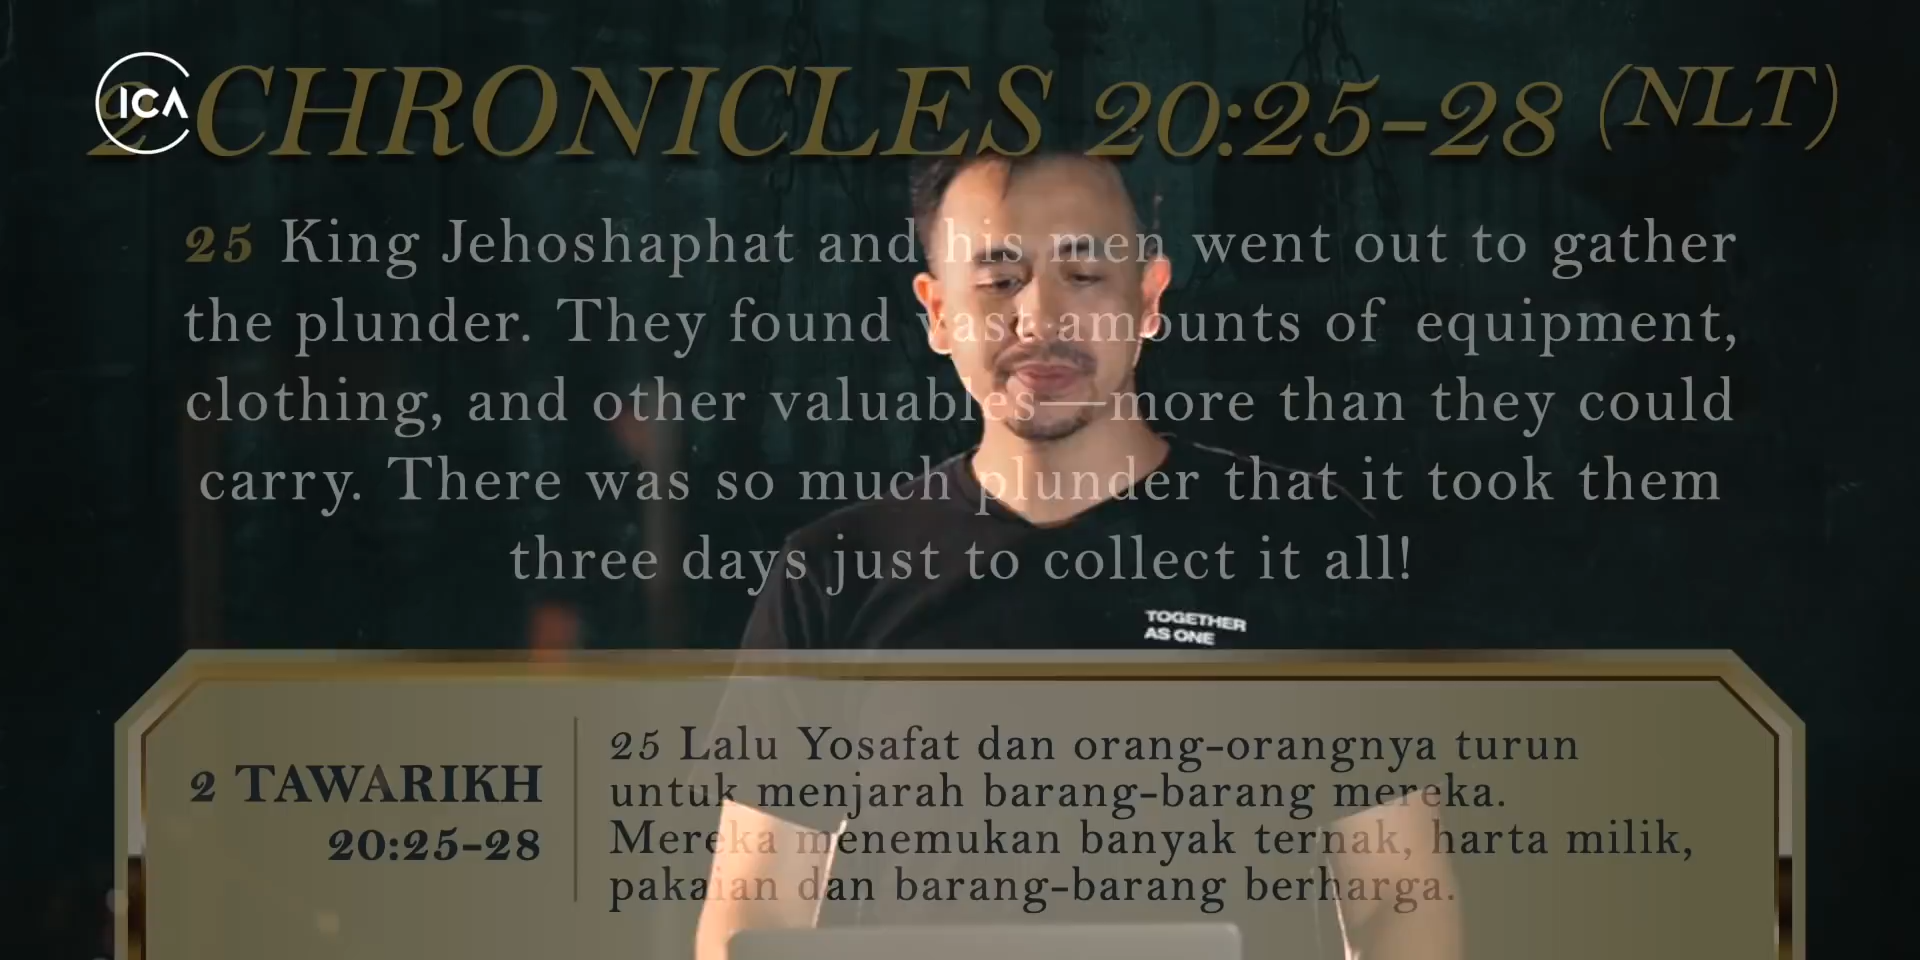 ICA
2 CHRONICLES 20:25-28 (NLT)
25 King Jehoshaphat and his men went out to gather
the plunder. They found vast amounts of equipment,
clothing, and other valuables—more than they could
carry. There was so much plunder that it took them
three days just to collect it all!
TOGETHER
AS ONE
2 TAWARIKH
20:25-28
25 Lalu Yosafat dan orang-orangnya turun
untuk menjarah barang-barang mereka.
Mereka menemukan banyak ternak, harta milik,
pakaian dan barang-barang berharga.